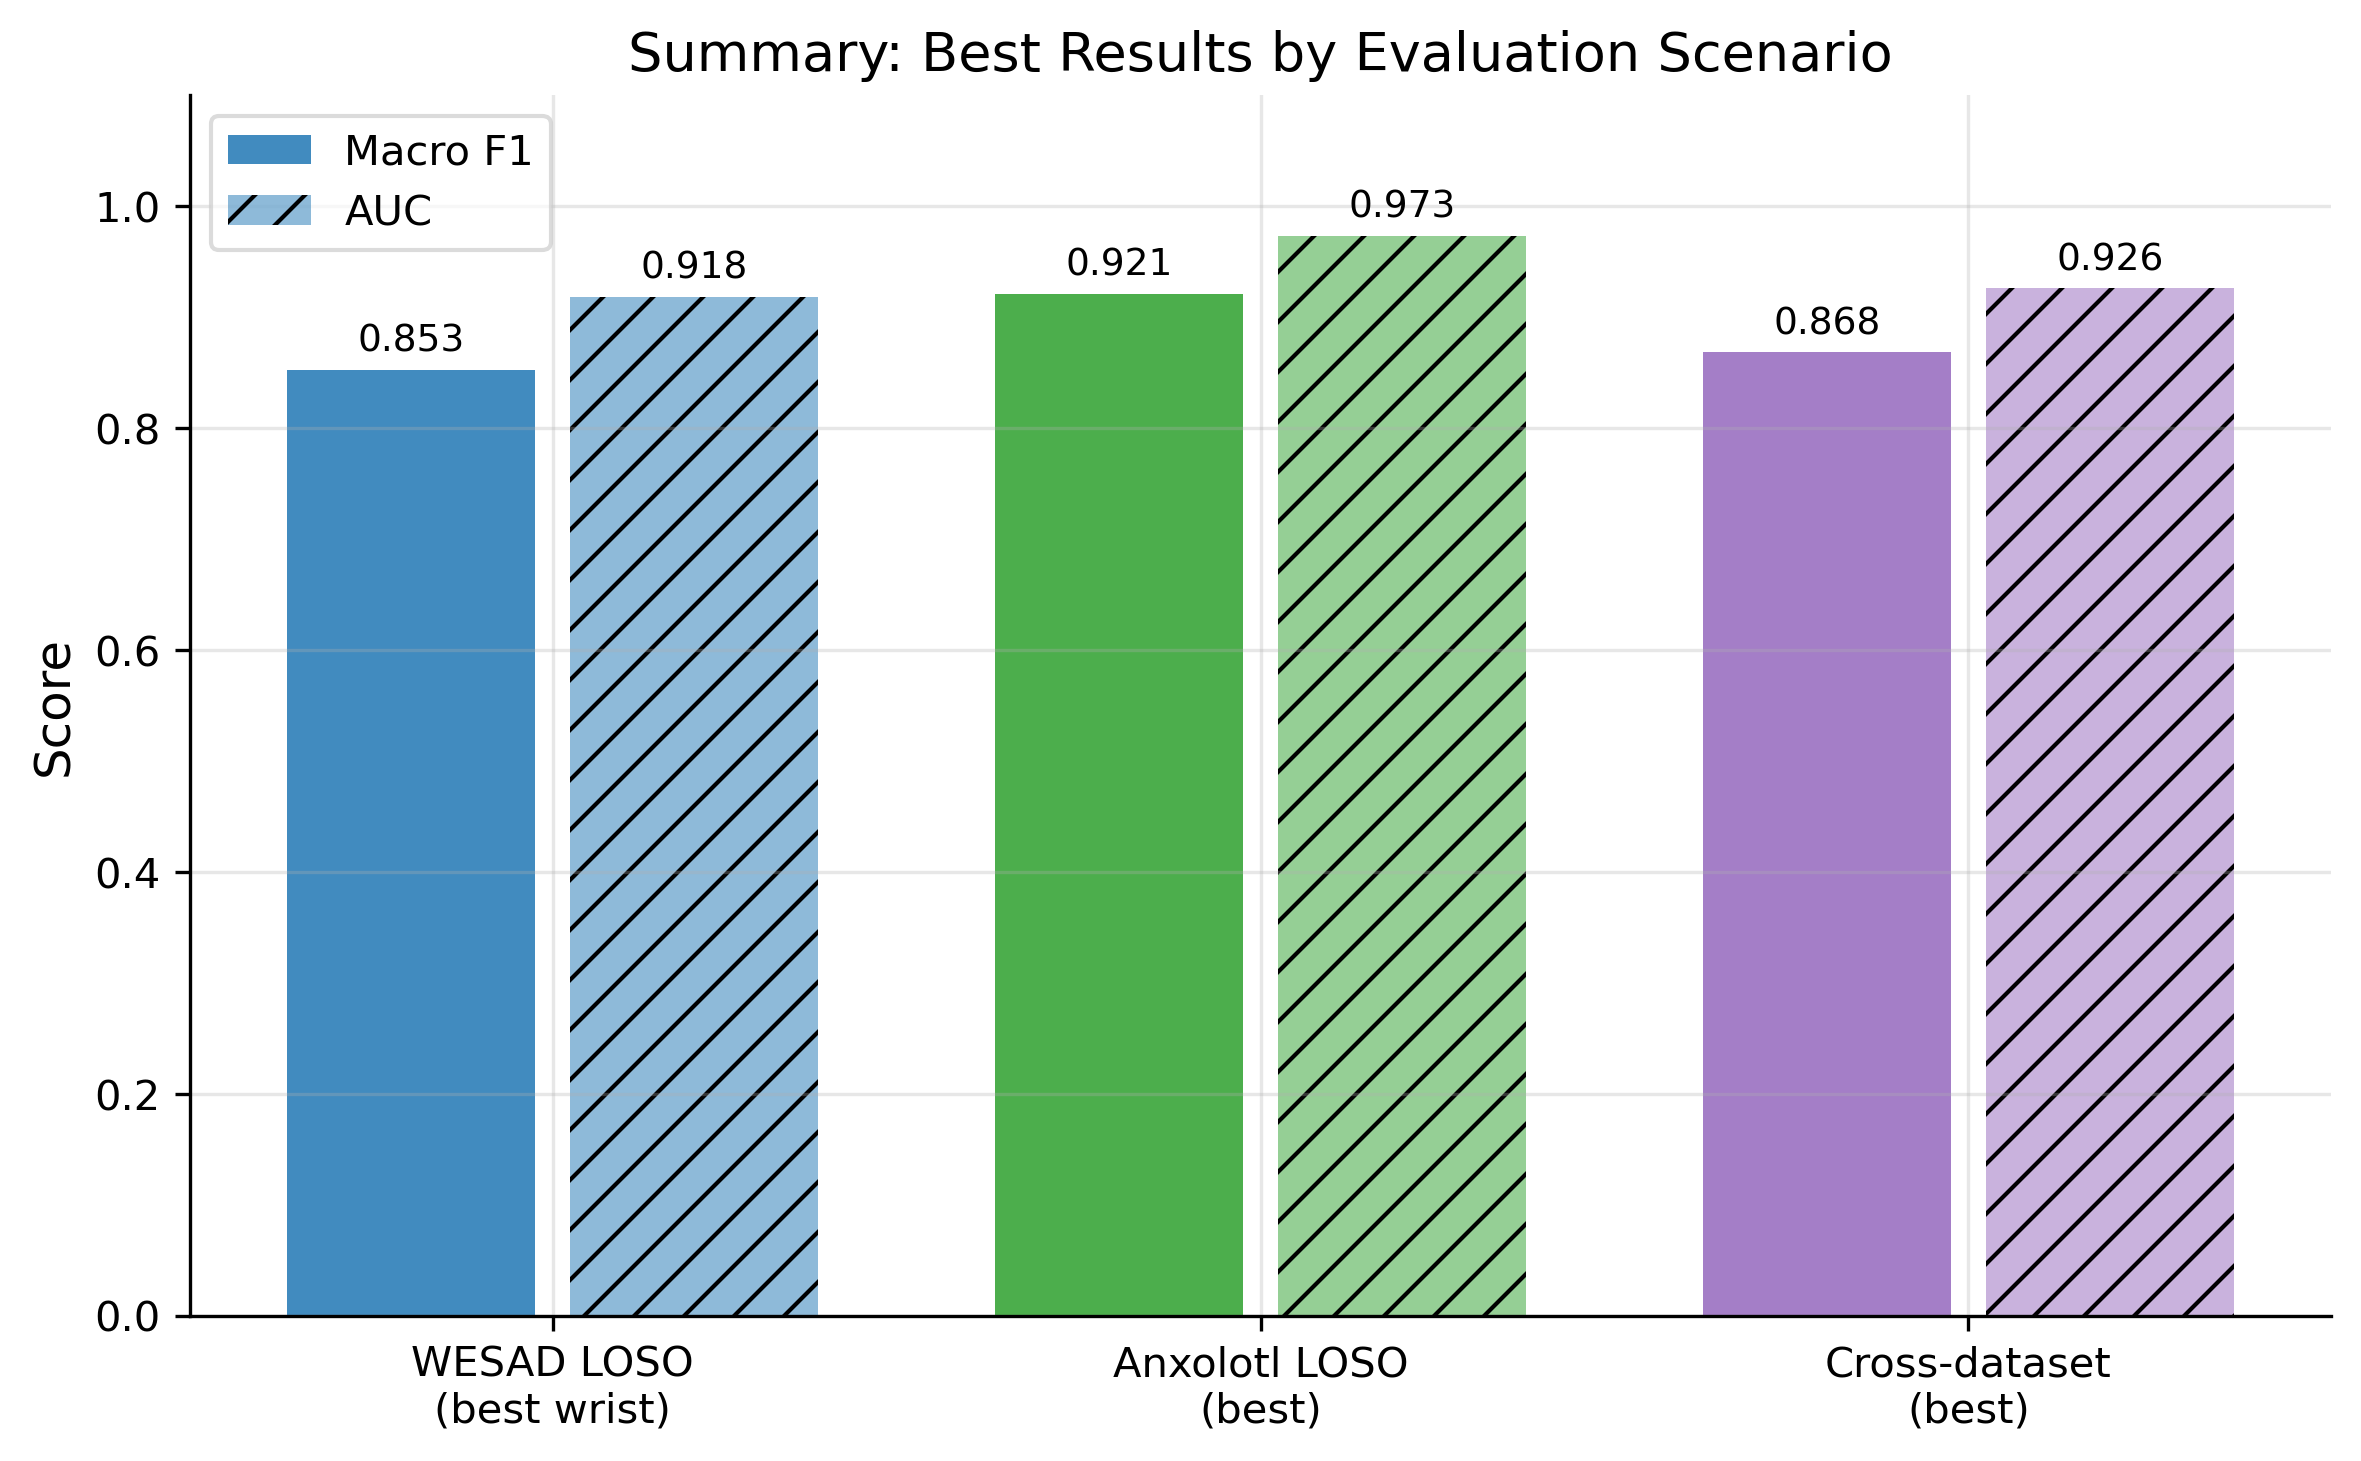 Summary: Best Results by Evaluation Scenario
Macro F1
AUC
1.0
0.8
0.6
0.4
0.2
0.0
Score
0.853
0.918
0.921
0.973
0.868
0.926
WESAD LOSO
(best wrist)
Anxolotl LOSO
(best)
Cross-dataset
(best)